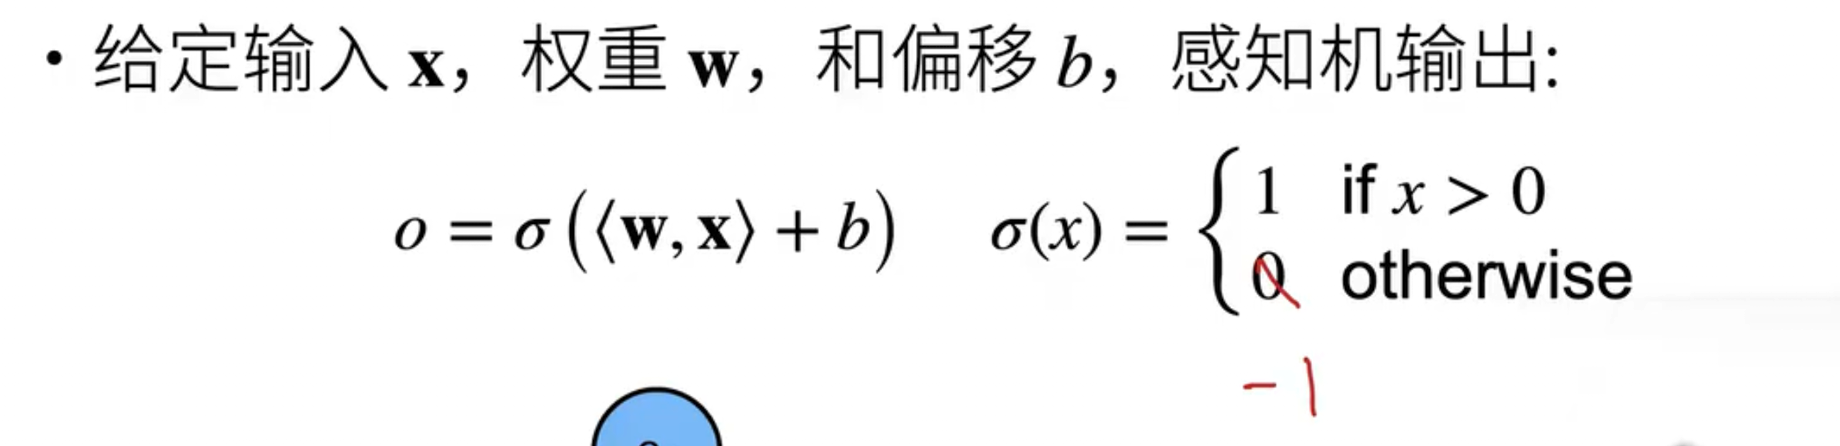 • 给定输入 x，权重 w，和偏移 b，感知机输出:
o = σ(⟨w, x⟩ + b) σ(x) = { 1 if x > 0
0 otherwise
-1